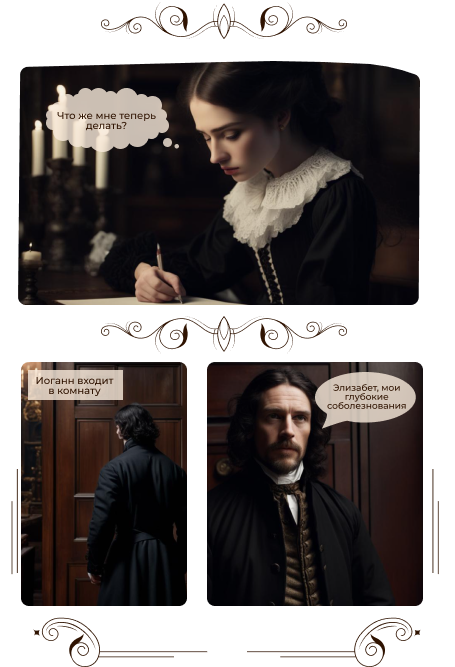 Что же мне теперь
делать?
Иоганн входит
в комнату
Элизабет, мои
глубокие
соболезнования